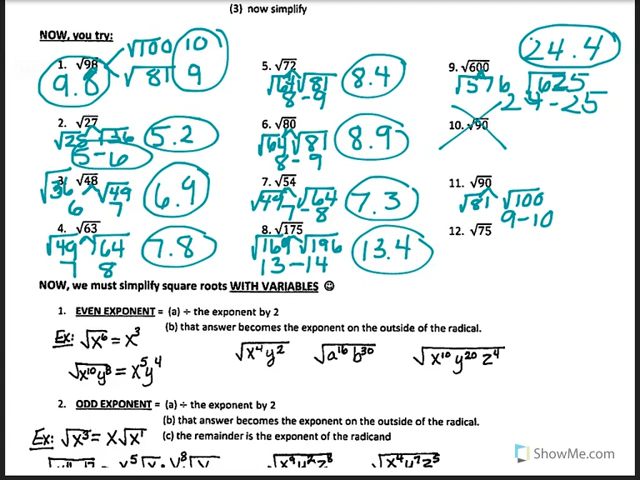 (3) now simplify
NOW, you try:
1. √98 √100 10
9.8 √81 9
5. √72
√64 √81 8.4
8 - 9
9. √600 24.4
√576 √625
24 - 25
2. √27
√25 √36 5.2
5 - 6
6. √80
√64 √81 8.9
8 - 9
10. √90
3. √48
√36 √49 6.9
6 7
7. √54
√49 √64 7.3
7 - 8
11. √90
√81 √100
9 - 10
4. √63
√49 √64 7.8
7 8
8. √175
√169 √196 13.4
13 - 14
12. √75
NOW, we must simplify square roots WITH VARIABLES ☺
1. EVEN EXPONENT = (a) ÷ the exponent by 2
(b) that answer becomes the exponent on the outside of the radical.
Ex: √x⁶ = x³
√x¹⁰y⁸ = x⁵y⁴
√x⁴y² √a¹⁶b³⁰ √x¹⁰y²⁰z⁴
2. ODD EXPONENT = (a) ÷ the exponent by 2
(b) that answer becomes the exponent on the outside of the radical.
(c) the remainder is the exponent of the radicand
Ex: √x³ = x√x¹
√x⁹y²z⁸ √x⁴y⁷z⁵
ShowMe.com